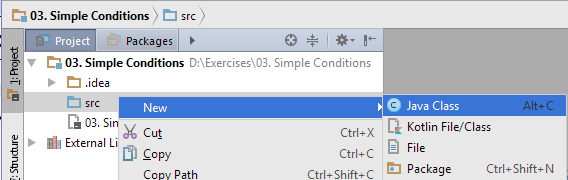 03. Simple Conditions
src
1: Project
Project
Packages
03. Simple Conditions D:\Exercises\03. Simple Conditions
.idea
src
03. Sim
External Li
Z: Structure
New
Cut Ctrl+X
Copy Ctrl+C
Copy Path Ctrl+Shift+C
Java Class Alt+C
Kotlin File/Class
File
Package Ctrl+Shift+N